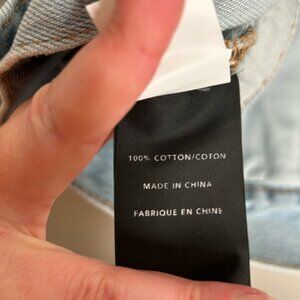 100% COTTON/COTON
MADE IN CHINA
FABRIQUE EN CHINE